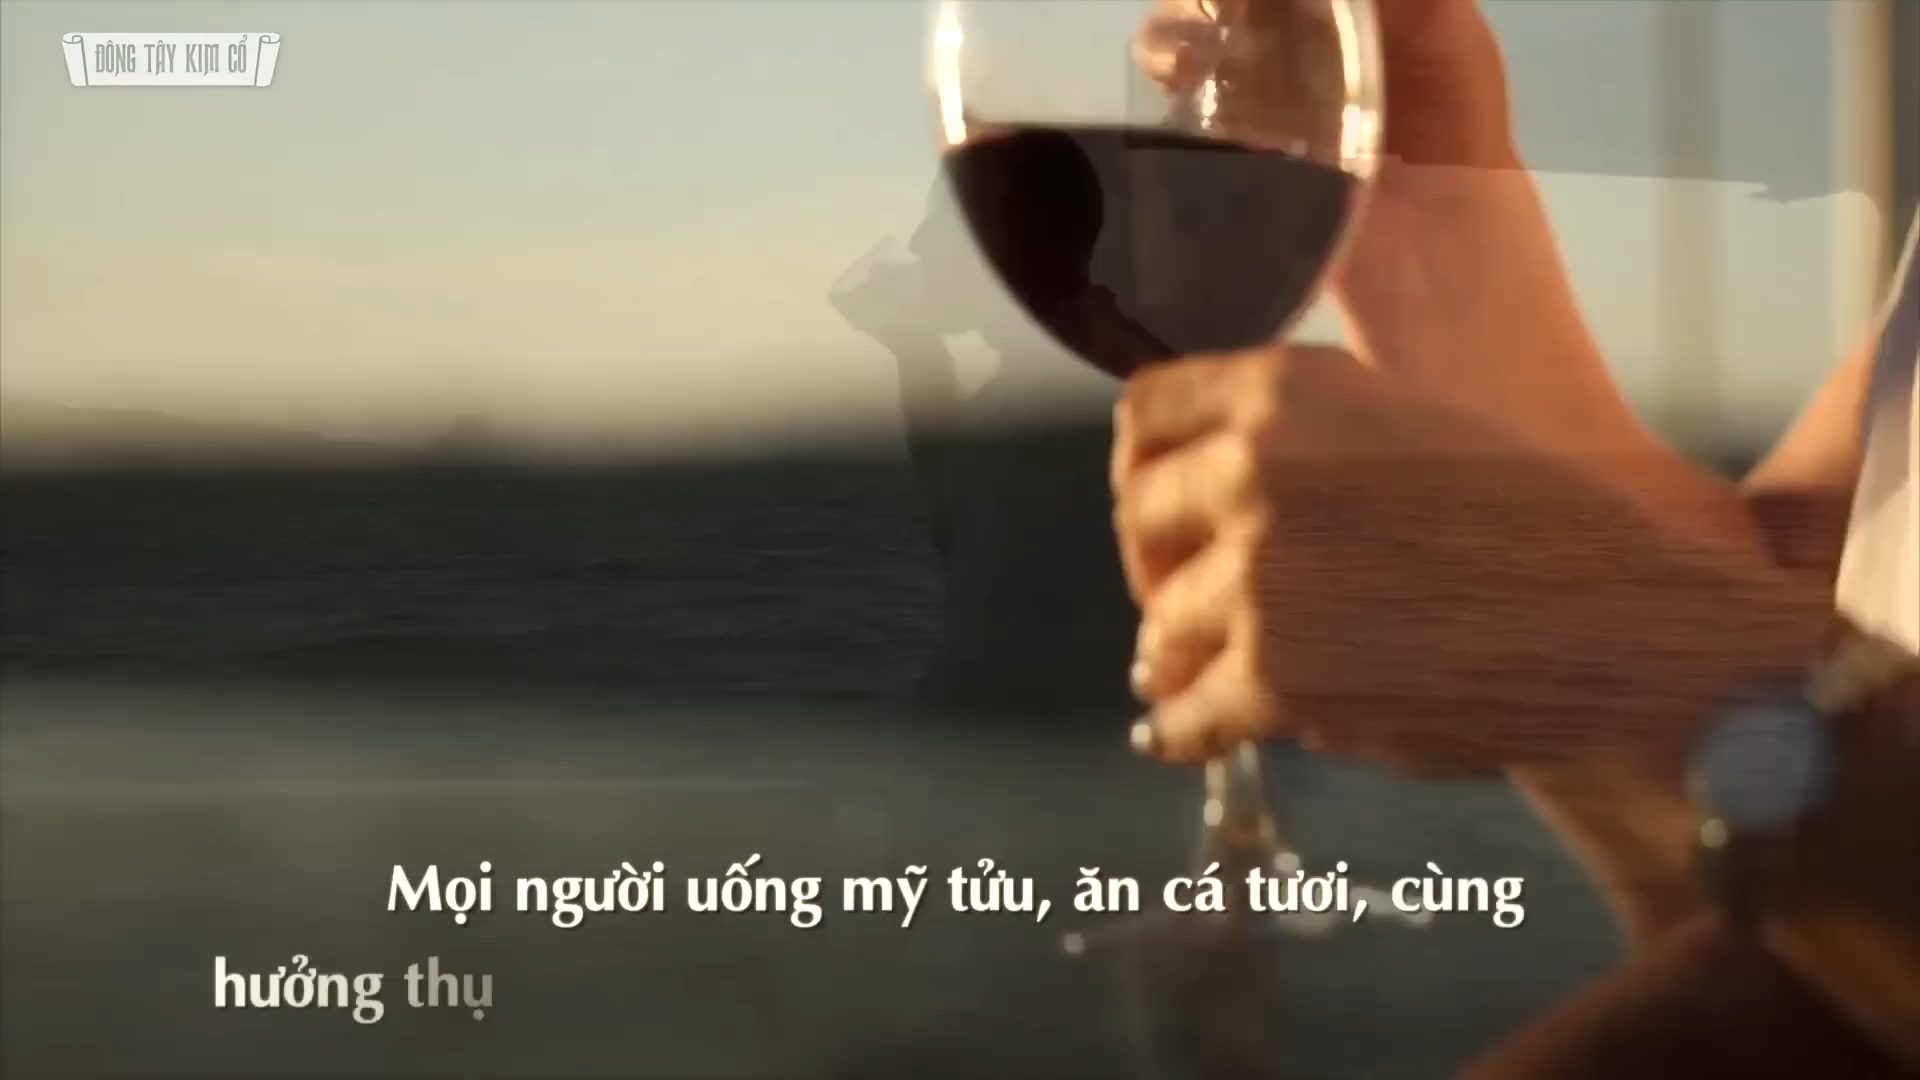 ĐÔNG TÂY KIM CỔ
Mọi người uống mỹ tửu, ăn cá tươi, cùng
hưởng thụ